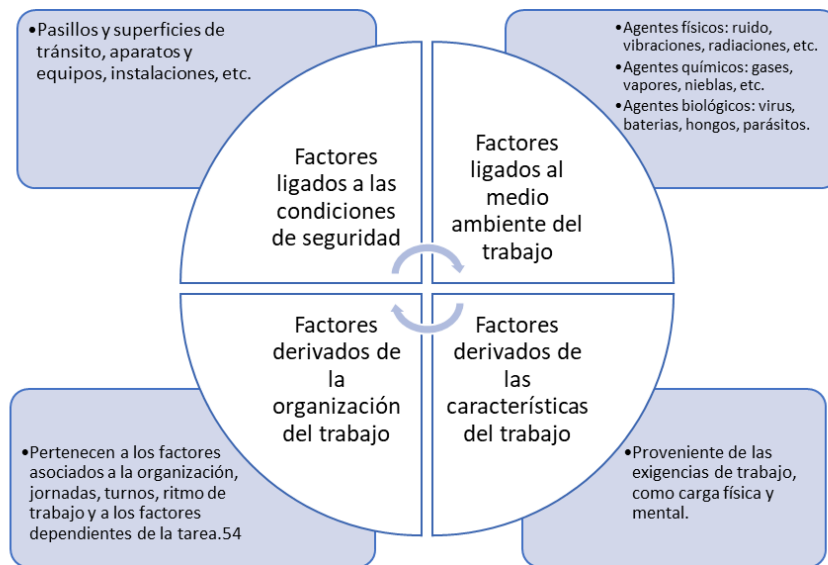 •Pasillos y superficies de
tránsito, aparatos y
equipos, instalaciones, etc.
•Agentes físicos: ruido,
vibraciones, radiaciones, etc.
•Agentes químicos: gases,
vapores, nieblas, etc.
•Agentes biológicos: virus,
baterias, hongos, parásitos.
Factores
ligados a las
condiciones
de seguridad
Factores
ligados al
medio
ambiente del
trabajo
Factores
derivados de
la
organización
del trabajo
Factores
derivados de
las
características
del trabajo
•Pertenecen a los factores
asociados a la organización,
jornadas, turnos, ritmo de
trabajo y a los factores
dependientes de la tarea.54
•Proveniente de las
exigencias de trabajo,
como carga física y
mental.